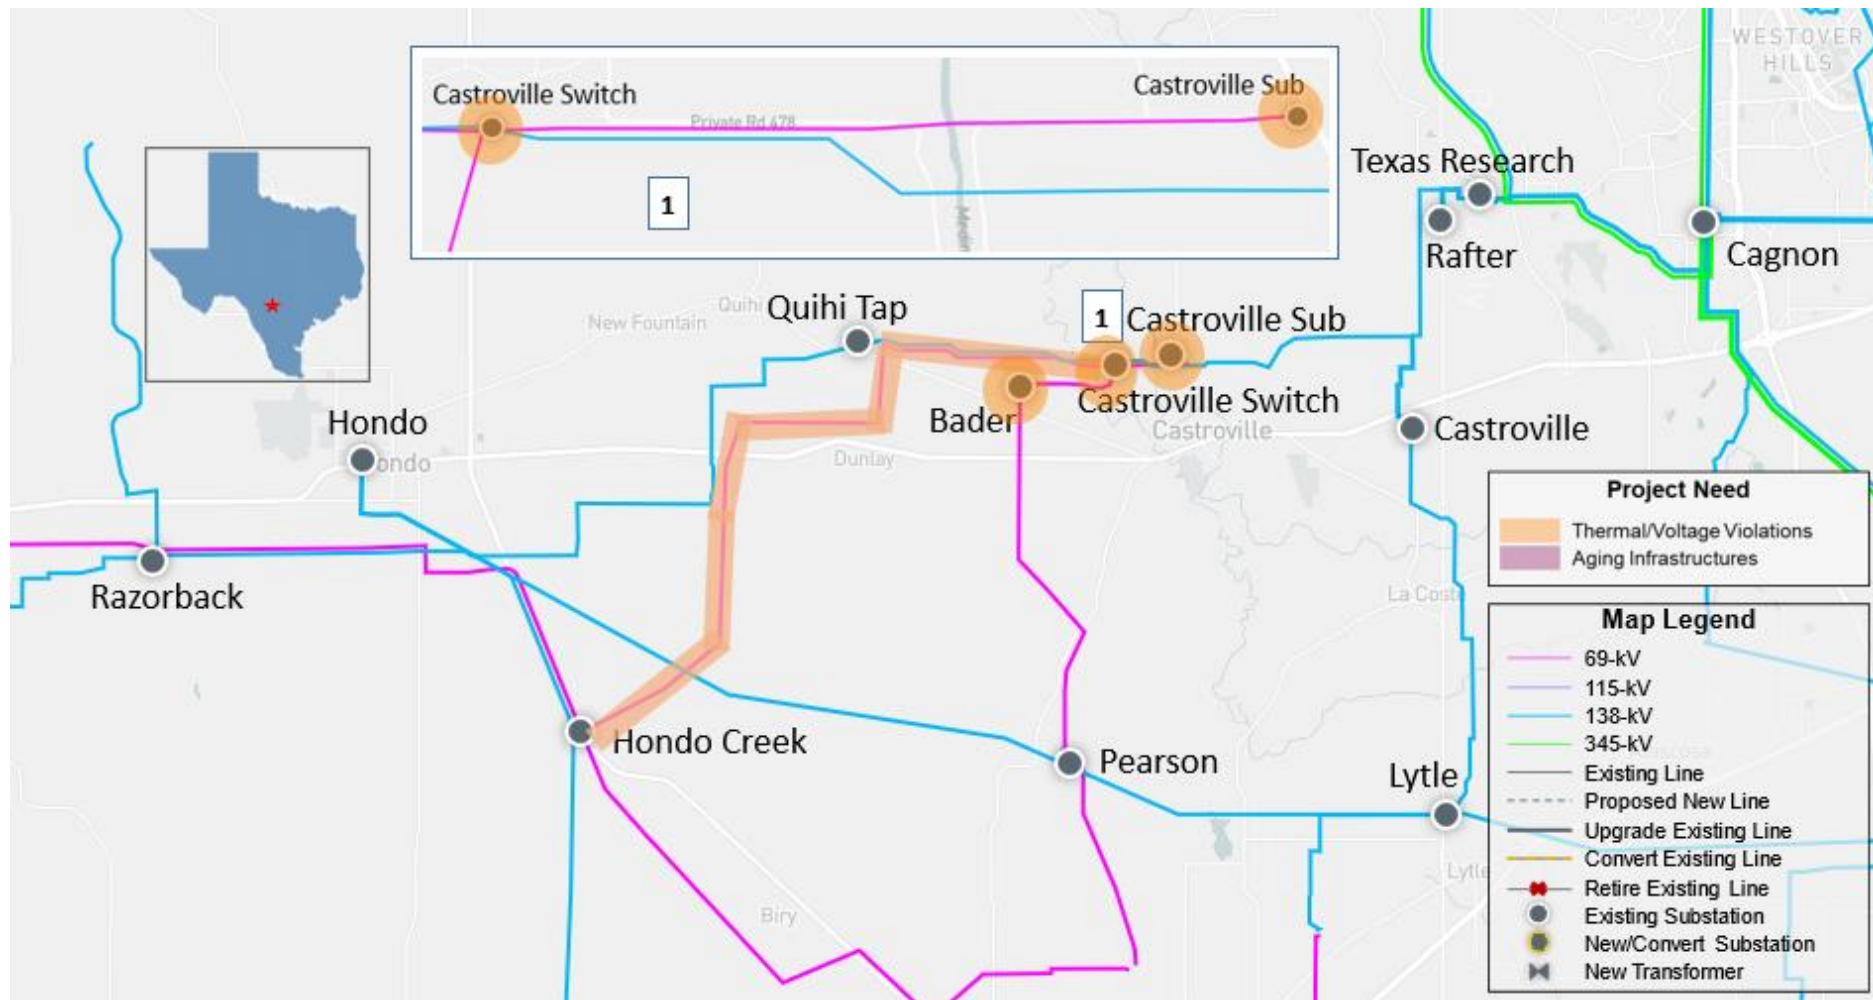 WESTOVER
HILLS
Castroville Switch
Castroville Sub
Private Rd 478
1
Texas Research
Rafter
Cagnon
Quihi
Quihi Tap
New Fountain
1
Castroville Sub
Bader
Castroville Switch
Castroville
Castroville
Hondo
ondo
Dunlay
Razorback
La Coste
Hondo Creek
Pearson
Lytle
Lytle
Biry
Project Need
Thermal/Voltage Violations
Aging Infrastructures
Map Legend
69-kV
115-kV
138-kV
345-kV
Existing Line
Proposed New Line
Upgrade Existing Line
Convert Existing Line
Retire Existing Line
Existing Substation
New/Convert Substation
New Transformer